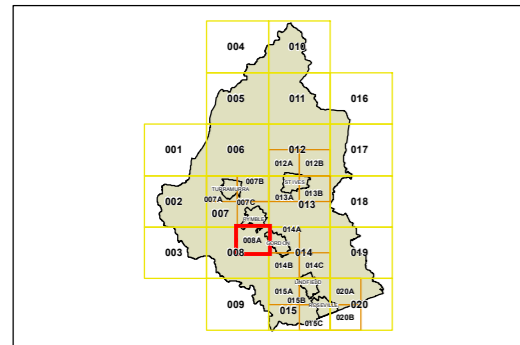 004 010
005 011 016
001 006 012 017
012A 012B
TURRAMURRA 007B ST IVES
002 007A 007C 013A 013B 018
007 PYMBLE 013
014A
008A GORDON
003 008 014 019
014B 014C
LINDFIELD
009 015A 020A
015B ROSEVILLE 020
015 020B
015C